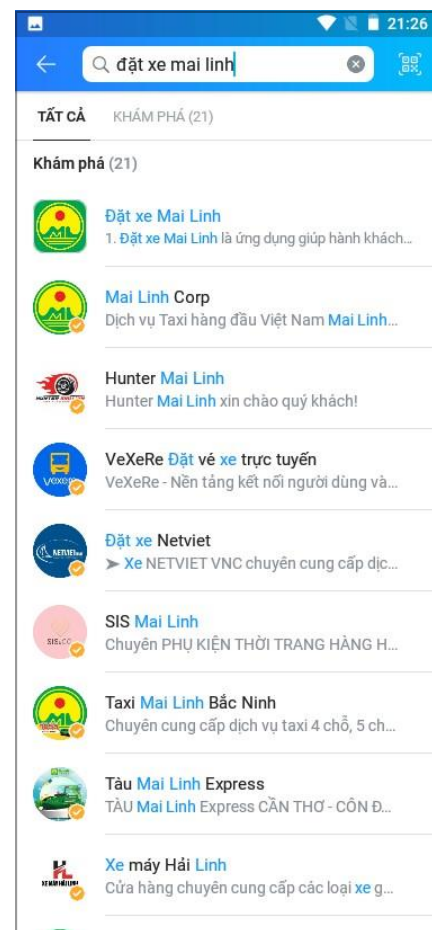 21:26
đặt xe mai linh
TẤT CẢ KHÁM PHÁ (21)
Khám phá (21)
Đặt xe Mai Linh
1. Đặt xe Mai Linh là ứng dụng giúp hành khách...
Mai Linh Corp
Dịch vụ Taxi hàng đầu Việt Nam Mai Linh...
Hunter Mai Linh
Hunter Mai Linh xin chào quý khách!
VeXeRe Đặt vé xe trực tuyến
VeXeRe - Nền tảng kết nối người dùng và...
Đặt xe Netviet
➤ Xe NETVIET VNC chuyên cung cấp dịc...
SIS Mai Linh
Chuyên PHỤ KIỆN THỜI TRANG HÀNG H...
Taxi Mai Linh Bắc Ninh
Chuyên cung cấp dịch vụ taxi 4 chỗ, 5 ch...
Tàu Mai Linh Express
TÀU Mai Linh Express CẦN THƠ - CÔN Đ...
Xe máy Hải Linh
Cửa hàng chuyên cung cấp các loại xe g...